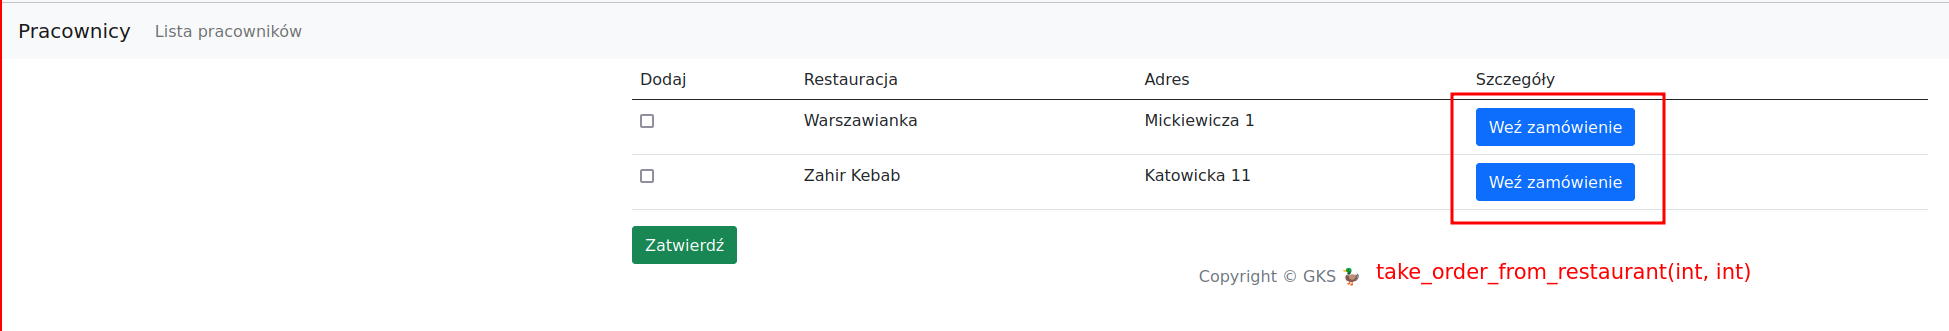 Pracownicy Lista pracowników
Dodaj Restauracja Adres Szczegóły
Warszawianka Mickiewicza 1 Weź zamówienie
Zahir Kebab Katowicka 11 Weź zamówienie
Zatwierdź
Copyright © GKS 🦆 take_order_from_restaurant(int, int)